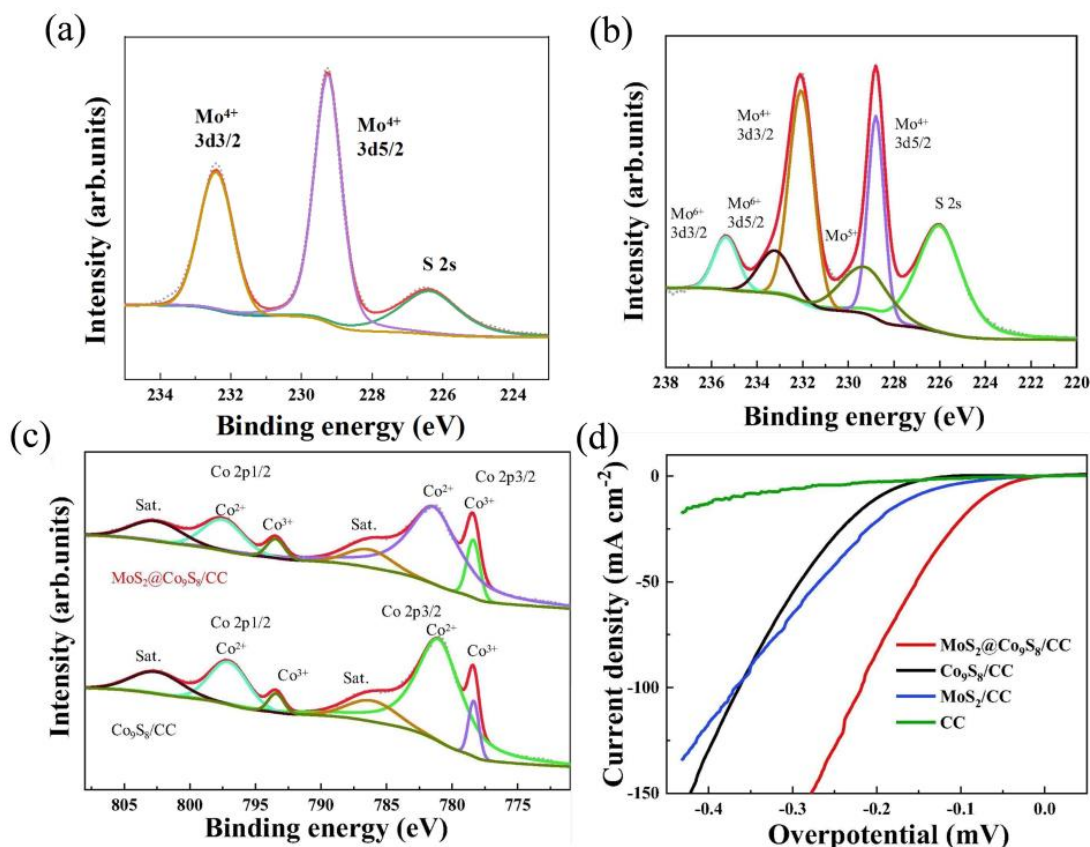 (a)
Mo⁴⁺
3d3/2
Mo⁴⁺
3d5/2
S 2s
Intensity (arb.units)
234 232 230 228 226 224
Binding energy (eV)
(b)
Mo⁶⁺
3d3/2
Mo⁶⁺
3d5/2
Mo⁴⁺
3d3/2
Mo⁵⁺
Mo⁴⁺
3d5/2
S 2s
Intensity (arb.units)
238 236 234 232 230 228 226 224 222 220
Binding energy (eV)
(c)
Co 2p1/2
Sat.
Co²⁺
Co³⁺
Sat.
Co²⁺
Co 2p3/2
Co³⁺
MoS₂@Co₉S₈/CC
Co 2p1/2
Sat.
Co²⁺
Co³⁺
Sat.
Co 2p3/2
Co²⁺
Co³⁺
Co₉S₈/CC
Intensity (arb.units)
805 800 795 790 785 780 775
Binding energy (eV)
(d)
0
-50
-100
-150
Current density (mA cm⁻²)
MoS₂@Co₉S₈/CC
Co₉S₈/CC
MoS₂/CC
CC
-0.4 -0.3 -0.2 -0.1 0.0
Overpotential (mV)